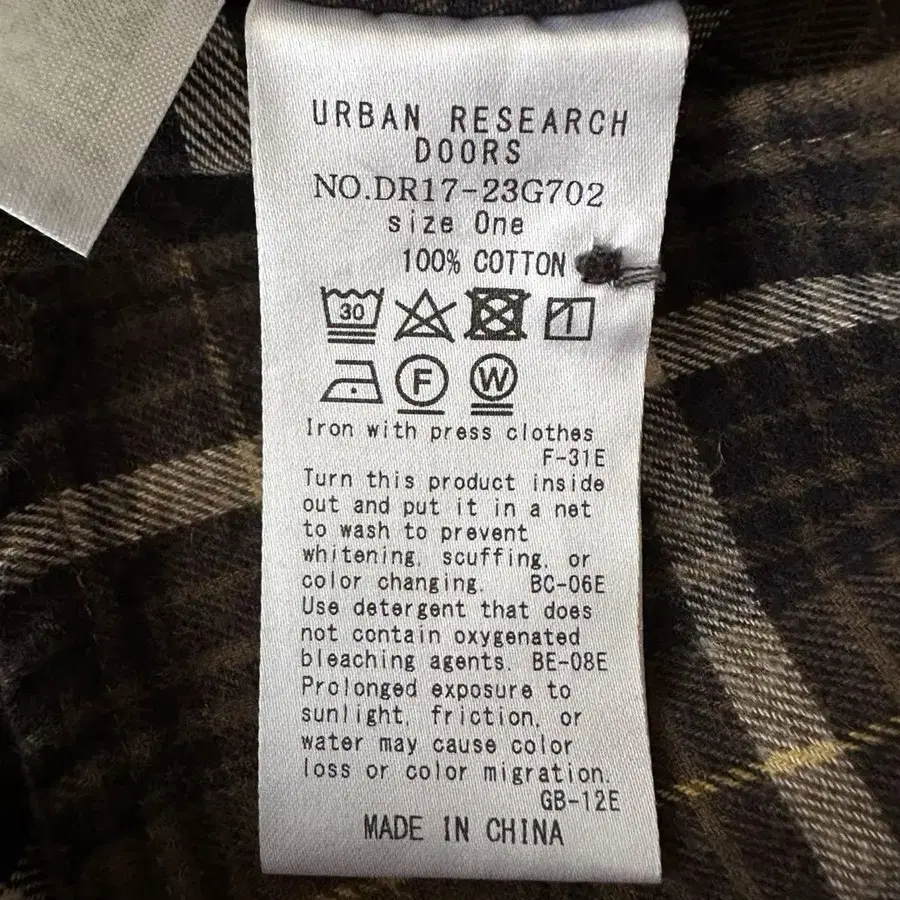 URBAN RESEARCH
DOORS
NO.DR17-23G702
size One
100% COTTON
30
F W
Iron with press clothes
F-31E
Turn this product inside
out and put it in a net
to wash to prevent
whitening, scuffing, or
color changing. BC-06E
Use detergent that does
not contain oxygenated
bleaching agents. BE-08E
Prolonged exposure to
sunlight, friction, or
water may cause color
loss or color migration.
GB-12E
MADE IN CHINA